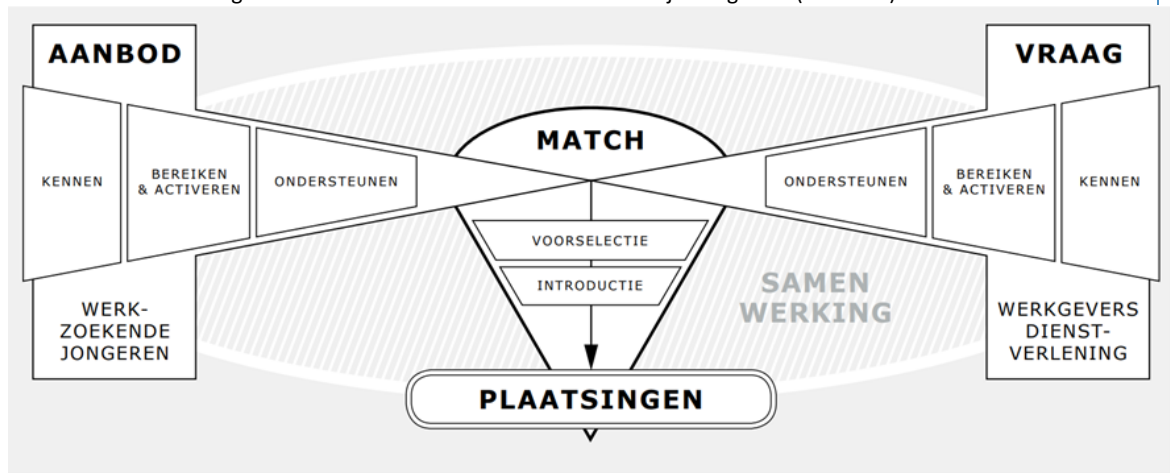 AANBOD
VRAAG
MATCH
KENNEN
BEREIKEN
& ACTIVEREN
ONDERSTEUNEN
ONDERSTEUNEN
BEREIKEN
& ACTIVEREN
KENNEN
VOORSELECTIE
INTRODUCTIE
SAMEN
WERKING
WERK-
ZOEKENDE
JONGEREN
WERKGEVERS
DIENST-
VERLENING
PLAATSINGEN